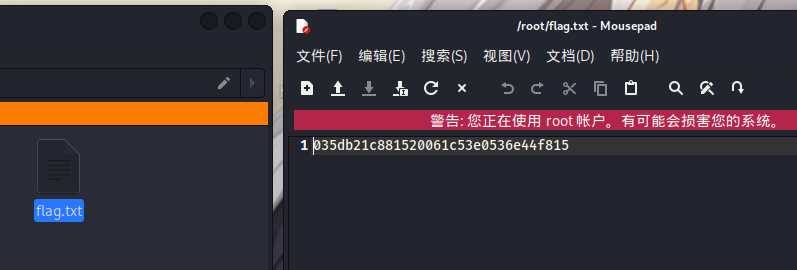 /root/flag.txt - Mousepad
文件(F) 编辑(E) 搜索(S) 视图(V) 文档(D) 帮助(H)
警告: 您正在使用 root 帐户。有可能会损害您的系统。
1 035db21c881520061c53e0536e44f815
flag.txt